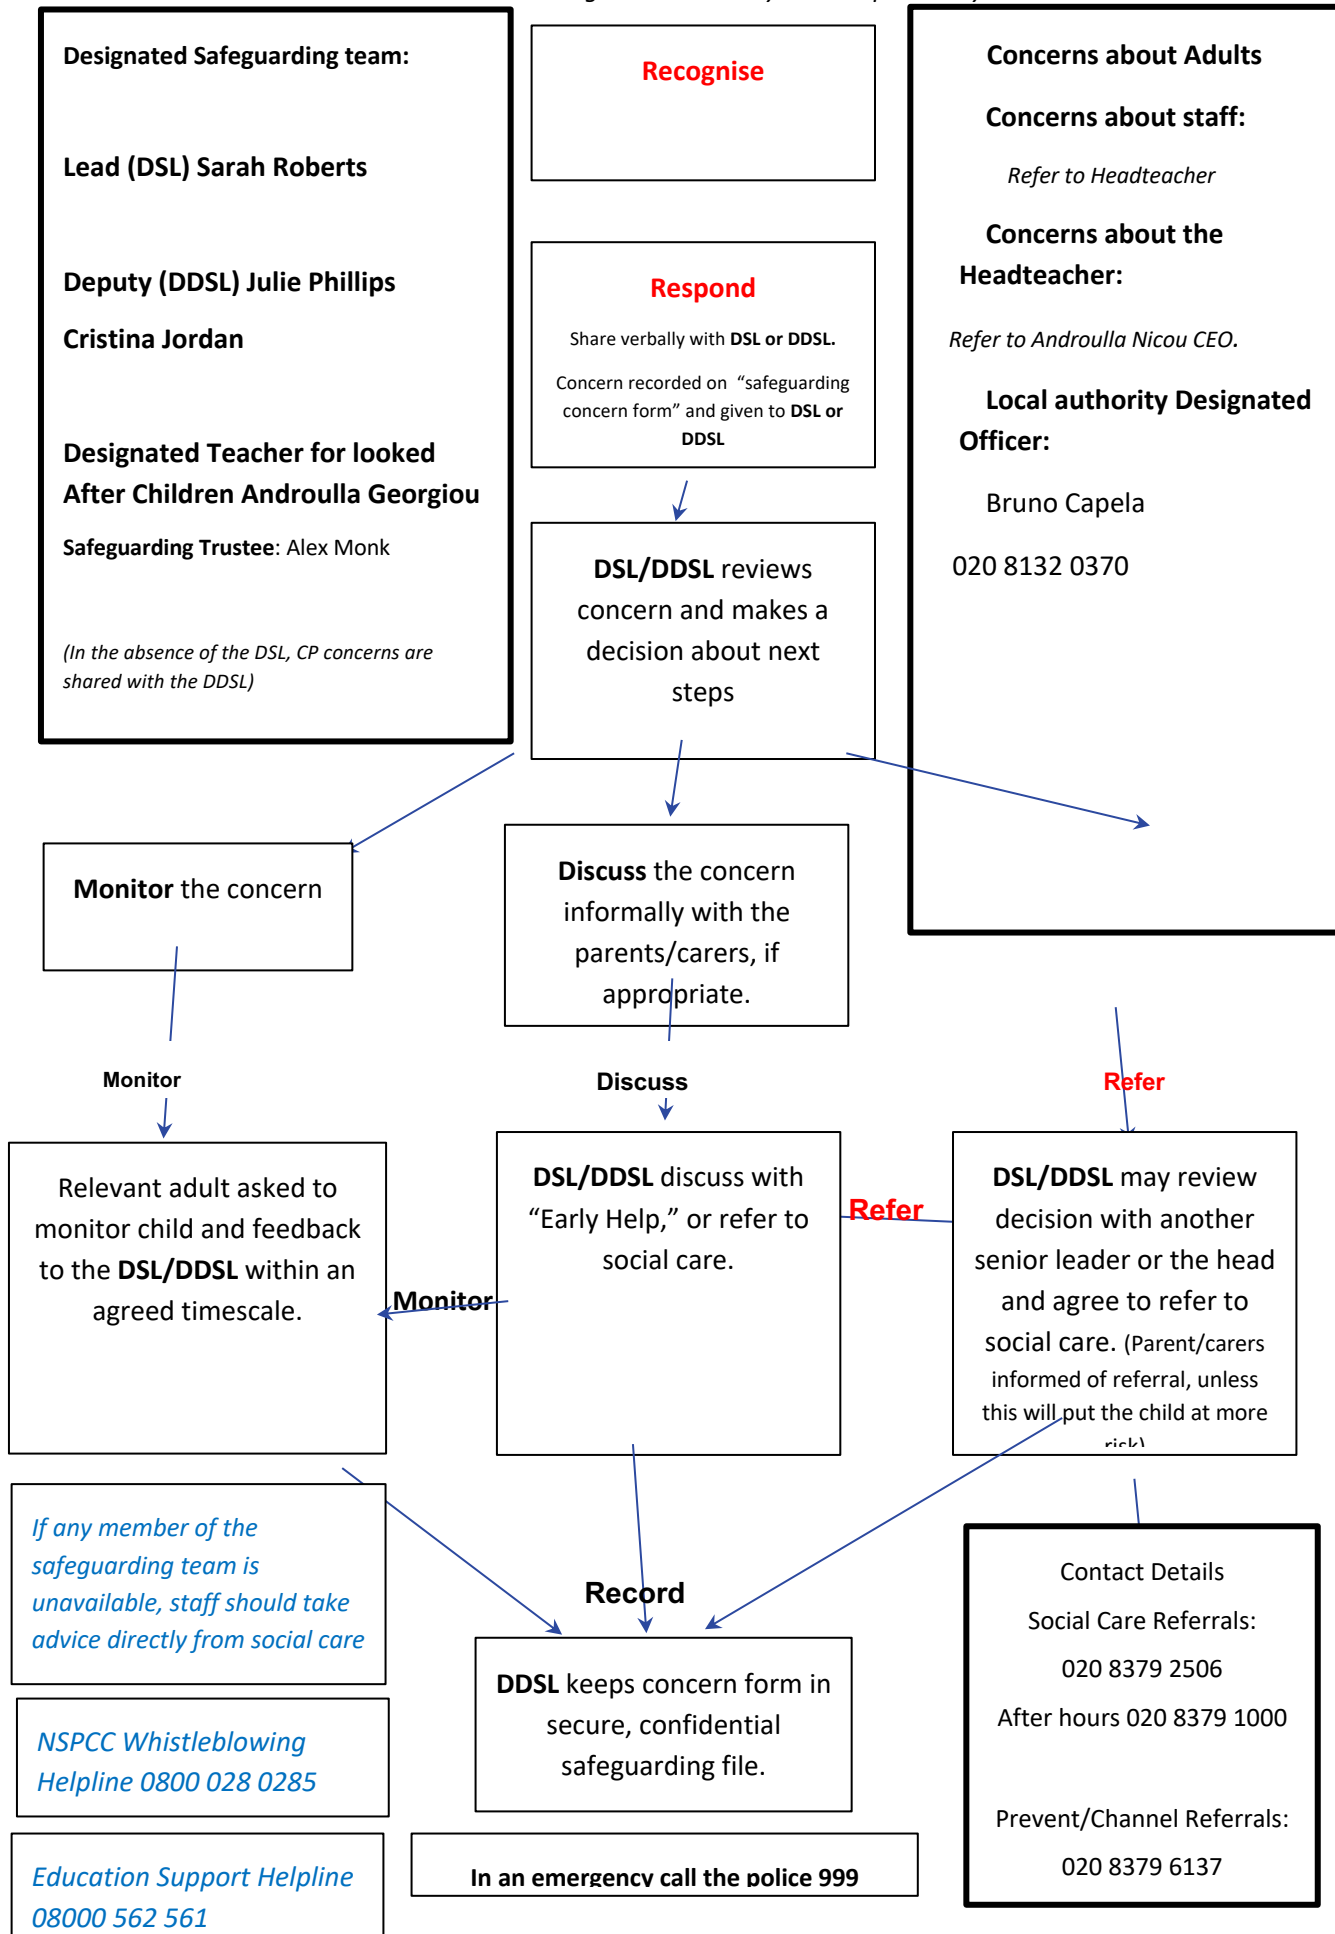 Designated Safeguarding team:
Lead (DSL) Sarah Roberts
Deputy (DDSL) Julie Phillips
Cristina Jordan
Designated Teacher for looked
After Children Androulla Georgiou
Safeguarding Trustee: Alex Monk
(In the absence of the DSL, CP concerns are
shared with the DDSL)
Recognise
Respond
Share verbally with DSL or DDSL.
Concern recorded on “safeguarding
concern form” and given to DSL or
DDSL
DSL/DDSL reviews
concern and makes a
decision about next
steps
Concerns about Adults
Concerns about staff:
Refer to Headteacher
Concerns about the
Headteacher:
Refer to Androulla Nicou CEO.
Local authority Designated
Officer:
Bruno Capela
020 8132 0370
Monitor the concern
Discuss the concern
informally with the
parents/carers, if
appropriate.
Monitor
Discuss
Refer
Relevant adult asked to
monitor child and feedback
to the DSL/DDSL within an
agreed timescale.
Monitor
DSL/DDSL discuss with
“Early Help,” or refer to
social care.
Refer
DSL/DDSL may review
decision with another
senior leader or the head
and agree to refer to
social care. (Parent/carers
informed of referral, unless
this will put the child at more
risk)
If any member of the
safeguarding team is
unavailable, staff should take
advice directly from social care
NSPCC Whistleblowing
Helpline 0800 028 0285
Education Support Helpline
08000 562 561
Record
DDSL keeps concern form in
secure, confidential
safeguarding file.
In an emergency call the police 999
Contact Details
Social Care Referrals:
020 8379 2506
After hours 020 8379 1000
Prevent/Channel Referrals:
020 8379 6137